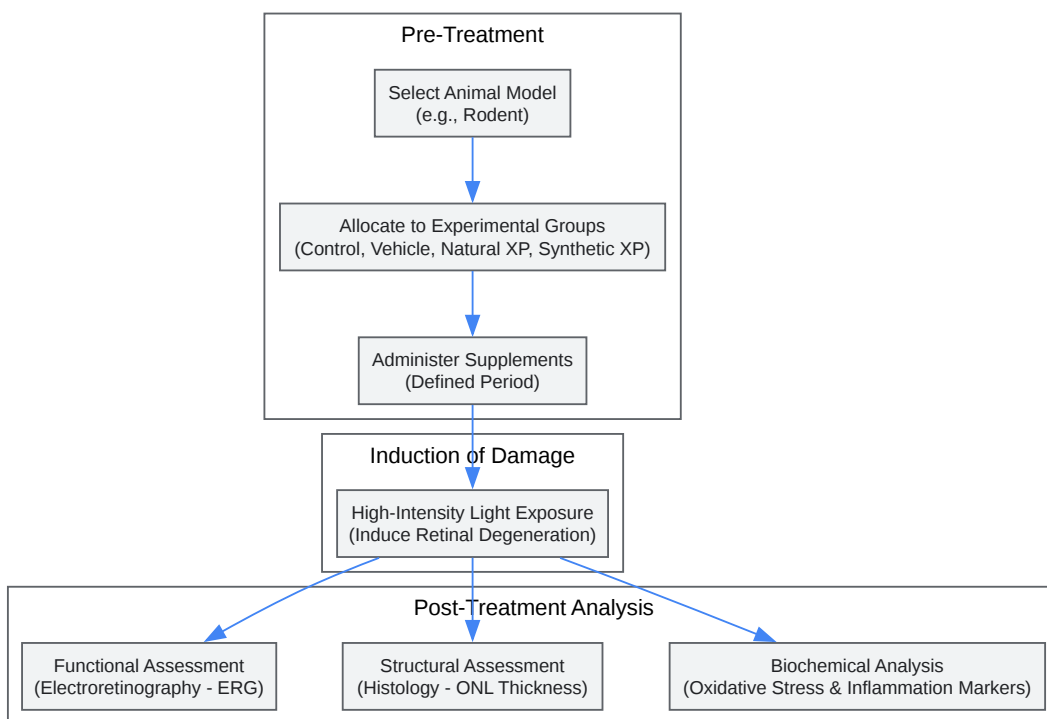 Pre-Treatment
Select Animal Model
(e.g., Rodent)
Allocate to Experimental Groups
(Control, Vehicle, Natural XP, Synthetic XP)
Administer Supplements
(Defined Period)
Induction of Damage
High-Intensity Light Exposure
(Induce Retinal Degeneration)
Post-Treatment Analysis
Functional Assessment
(Electroretinography - ERG)
Structural Assessment
(Histology - ONL Thickness)
Biochemical Analysis
(Oxidative Stress & Inflammation Markers)